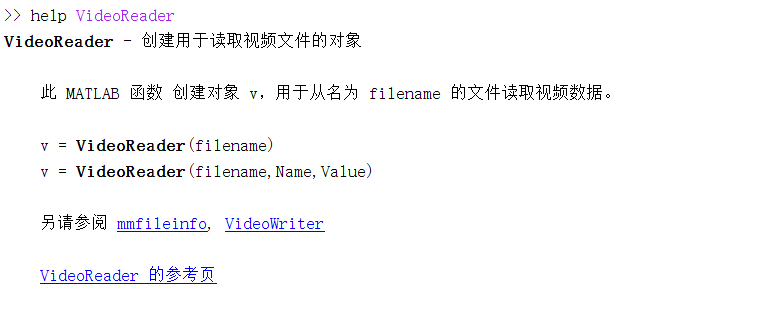 >> help VideoReader
VideoReader - 创建用于读取视频文件的对象
此 MATLAB 函数 创建对象 v，用于从名为 filename 的文件读取视频数据。
v = VideoReader(filename)
v = VideoReader(filename,Name,Value)
另请参阅 mmfileinfo, VideoWriter
VideoReader 的参考页